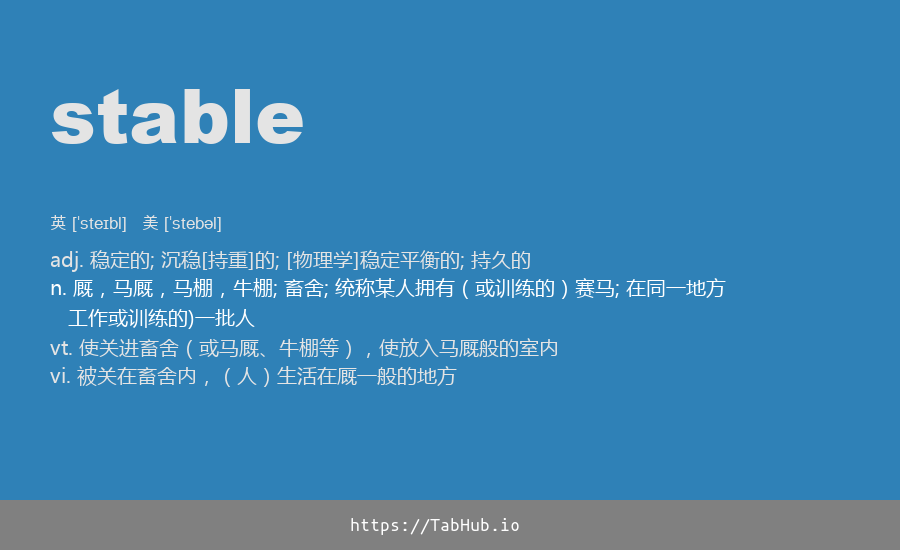 stable
英 [ˈsteɪbl] 美 [ˈstebəl]
adj. 稳定的; 沉稳[持重]的; [物理学]稳定平衡的; 持久的
n. 厩，马厩，马棚，牛棚; 畜舍; 统称某人拥有（或训练的）赛马; 在同一地方
工作或训练的)一批人
vt. 使关进畜舍（或马厩、牛棚等），使放入马厩般的室内
vi. 被关在畜舍内，（人）生活在厩一般的地方
https://TabHub.io